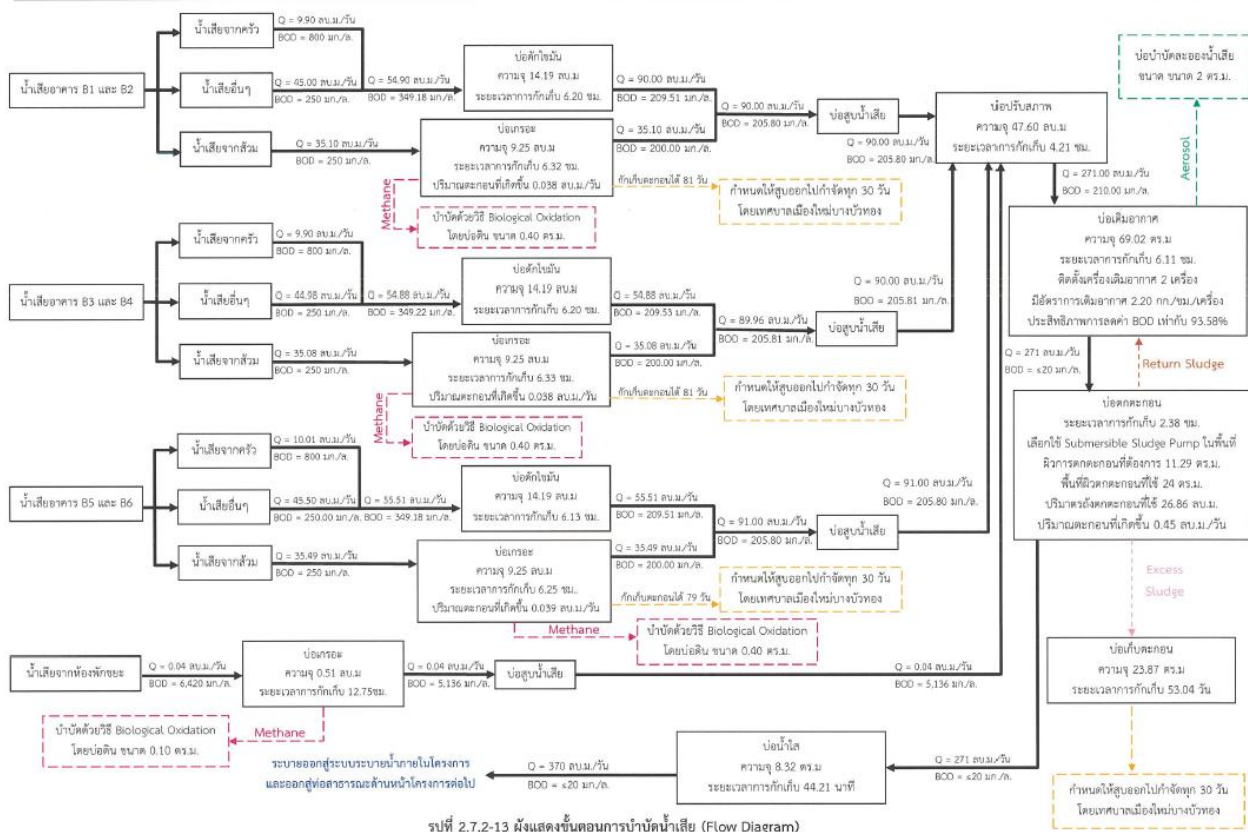 น้ำเสียอาคาร B1 และ B2
น้ำเสียจากครัว
Q = 9.90 ลบ.ม./วัน
BOD = 800 มก./ล.
น้ำเสียอื่นๆ
Q = 45.00 ลบ.ม./วัน
BOD = 250 มก./ล.
Q = 54.90 ลบ.ม./วัน
BOD = 349.18 มก./ล.
น้ำเสียจากส้วม
Q = 35.10 ลบ.ม./วัน
BOD = 250 มก./ล.
บ่อดักไขมัน
ความจุ 14.19 ลบ.ม
ระยะเวลาการกักเก็บ 6.20 ชม.
Q = 90.00 ลบ.ม./วัน
BOD = 209.51 มก./ล.
บ่อเกรอะ
ความจุ 9.25 ลบ.ม
ระยะเวลาการกักเก็บ 6.32 ชม
ปริมาณตะกอนที่เกิดขึ้น 0.038 ลบ.ม./วัน
Q = 35.10 ลบ.ม./วัน
BOD = 200.00 มก./ล.
Q = 90.00 ลบ.ม./วัน
BOD = 205.80 มก./ล.
บ่อสูบน้ำเสีย
Q = 90.00 ลบ.ม./วัน
BOD = 205.80 มก./ล.
Methane
บำบัดด้วยวิธี Biological Oxidation
โดยบ่อดิน ขนาด 0.40 ตร.ม.
กักเก็บตะกอนได้ 81 วัน
กำหนดให้สูบออกไปกำจัดทุก 30 วัน
โดยเทศบาลเมืองใหม่บางบัวทอง
น้ำเสียอาคาร B3 และ B4
น้ำเสียจากครัว
Q = 9.90 ลบ.ม./วัน
BOD = 800 มก./ล.
น้ำเสียอื่นๆ
Q = 44.98 ลบ.ม./วัน
BOD = 250 มก./ล.
Q = 54.88 ลบ.ม./วัน
BOD = 349.22 มก./ล.
น้ำเสียจากส้วม
Q = 35.08 ลบ.ม./วัน
BOD = 250 มก./ล.
บ่อดักไขมัน
ความจุ 14.19 ลบ.ม
ระยะเวลาการกักเก็บ 6.20 ชม.
Q = 54.88 ลบ.ม./วัน
BOD = 209.53 มก./ล.
บ่อเกรอะ
ความจุ 9.25 ลบ.ม
ระยะเวลาการกักเก็บ 6.33 ชม
ปริมาณตะกอนที่เกิดขึ้น 0.038 ลบ.ม./วัน
Q = 35.08 ลบ.ม./วัน
BOD = 200.00 มก./ล.
Q = 89.96 ลบ.ม./วัน
BOD = 205.81 มก./ล.
บ่อสูบน้ำเสีย
Q = 90.00 ลบ.ม./วัน
BOD = 205.81 มก./ล.
Methane
บำบัดด้วยวิธี Biological Oxidation
โดยบ่อดิน ขนาด 0.40 ตร.ม.
กักเก็บตะกอนได้ 81 วัน
กำหนดให้สูบออกไปกำจัดทุก 30 วัน
โดยเทศบาลเมืองใหม่บางบัวทอง
น้ำเสียอาคาร B5 และ B6
น้ำเสียจากครัว
Q = 10.01 ลบ.ม./วัน
BOD = 800 มก./ล.
น้ำเสียอื่นๆ
Q = 45.50 ลบ.ม./วัน
BOD = 250.00 มก./ล.
Q = 55.51 ลบ.ม./วัน
BOD = 349.18 มก./ล.
น้ำเสียจากส้วม
Q = 35.49 ลบ.ม./วัน
BOD = 250 มก./ล.
บ่อดักไขมัน
ความจุ 14.19 ลบ.ม
ระยะเวลาการกักเก็บ 6.13 ชม.
Q = 55.51 ลบ.ม./วัน
BOD = 209.51 มก./ล.
บ่อเกรอะ
ความจุ 9.25 ลบ.ม
ระยะเวลาการกักเก็บ 6.25 ชม..
ปริมาณตะกอนที่เกิดขึ้น 0.039 ลบ.ม./วัน
Q = 35.49 ลบ.ม./วัน
BOD = 200.00 มก./ล.
Q = 91.00 ลบ.ม./วัน
BOD = 205.80 มก./ล.
บ่อสูบน้ำเสีย
Q = 91.00 ลบ.ม./วัน
BOD = 205.80 มก./ล.
กักเก็บตะกอนได้ 79 วัน
กำหนดให้สูบออกไปกำจัดทุก 30 วัน
โดยเทศบาลเมืองใหม่บางบัวทอง
Methane
บำบัดด้วยวิธี Biological Oxidation
โดยบ่อดิน ขนาด 0.40 ตร.ม.
น้ำเสียจากห้องพักขยะ
Q = 0.04 ลบ.ม./วัน
BOD = 6,420 มก./ล.
บ่อเกรอะ
ความจุ 0.51 ลบ.ม
ระยะเวลาการกักเก็บ 12.75ชม.
Q = 0.04 ลบ.ม./วัน
BOD = 5,136 มก./ล.
บ่อสูบน้ำเสีย
Q = 0.04 ลบ.ม./วัน
BOD = 5,136 มก./ล.
Methane
บำบัดด้วยวิธี Biological Oxidation
โดยบ่อดิน ขนาด 0.10 ตร.ม.
บ่อปรับสภาพ
ความจุ 47.60 ลบ.ม
ระยะเวลาการกักเก็บ 4.21 ชม.
บ่อบำบัดละอองน้ำเสีย
ขนาด ขนาด 2 ตร.ม.
Aerosol
Q = 271.00 ลบ.ม./วัน
BOD = 210.00 มก./ล.
บ่อเติมอากาศ
ความจุ 69.02 ตร.ม
ระยะเวลาการกักเก็บ 6.11 ชม.
ติดตั้งเครื่องเติมอากาศ 2 เครื่อง
มีอัตราการเติมอากาศ 2.20 กก./ชม./เครื่อง
ประสิทธิภาพการลดค่า BOD เท่ากับ 93.58%
Q = 271 ลบ.ม./วัน
BOD = ≤20 มก./ล.
Return Sludge
บ่อตกตะกอน
ระยะเวลาการกักเก็บ 2.38 ชม.
เลือกใช้ Submersible Sludge Pump ในพื้นที่
ผิวการตกตะกอนที่ต้องการ 11.29 ตร.ม.
พื้นที่ผิวตกตะกอนที่ใช้ 24 ตร.ม.
ปริมาตรถังตกตะกอนที่ใช้ 26.86 ลบ.ม.
ปริมาณตะกอนที่เกิดขึ้น 0.45 ลบ.ม./วัน
Excess
Sludge
บ่อเก็บตะกอน
ความจุ 23.87 ตร.ม
ระยะเวลาการกักเก็บ 53.04 วัน
กำหนดให้สูบออกไปกำจัดทุก 30 วัน
โดยเทศบาลเมืองใหม่บางบัวทอง
Q = 271 ลบ.ม./วัน
BOD = ≤20 มก./ล.
บ่อน้ำใส
ความจุ 8.32 ตร.ม
ระยะเวลาการกักเก็บ 44.21 นาที
Q = 370 ลบ.ม./วัน
BOD = ≤20 มก./ล.
ระบายออกสู่ระบบระบายน้ำภายในโครงการ
และออกสู่ท่อสาธารณะด้านหน้าโครงการต่อไป
รูปที่ 2.7.2-13 ผังแสดงขั้นตอนการบำบัดน้ำเสีย (Flow Diagram)